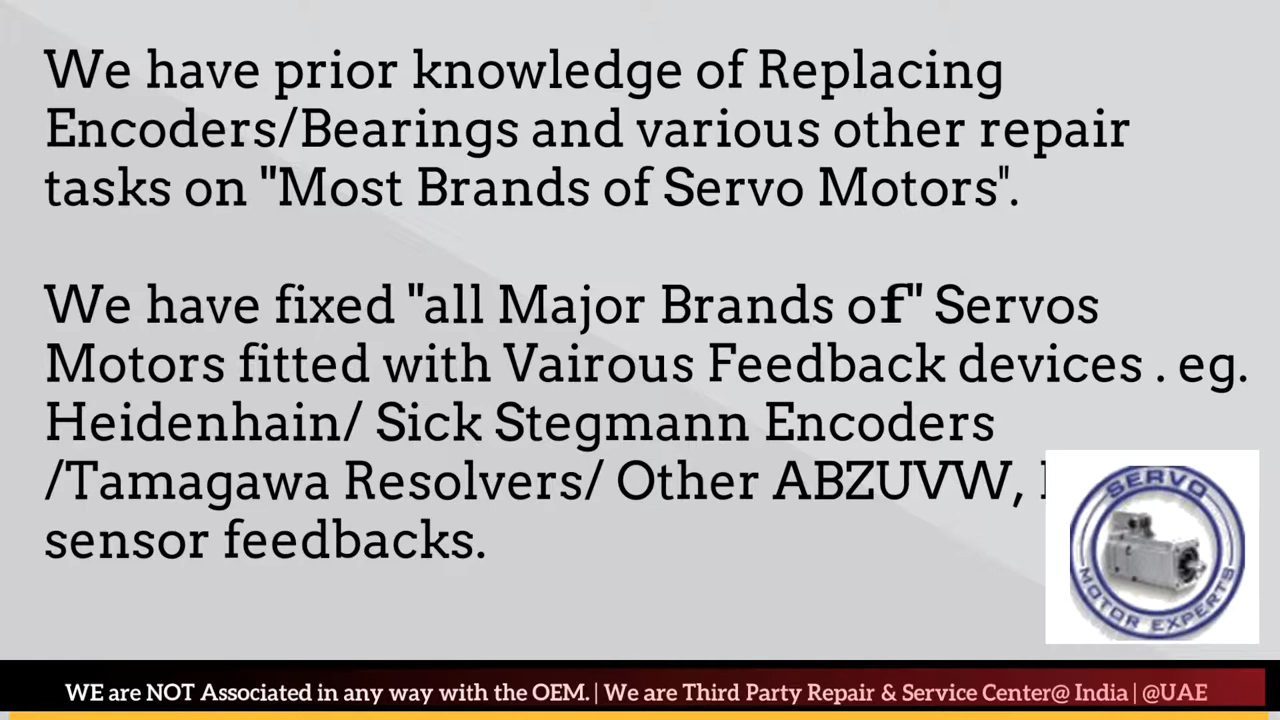 We have prior knowledge of Replacing
Encoders/Bearings and various other repair
tasks on "Most Brands of Servo Motors".
We have fixed "all Major Brands of" Servos
Motors fitted with Vairous Feedback devices . eg.
Heidenhain/ Sick Stegmann Encoders
/Tamagawa Resolvers/ Other ABZUVW,
sensor feedbacks.
SERVO
MOTOR EXPERTS
WE are NOT Associated in any way with the OEM. | We are Third Party Repair & Service Center@ India | @UAE